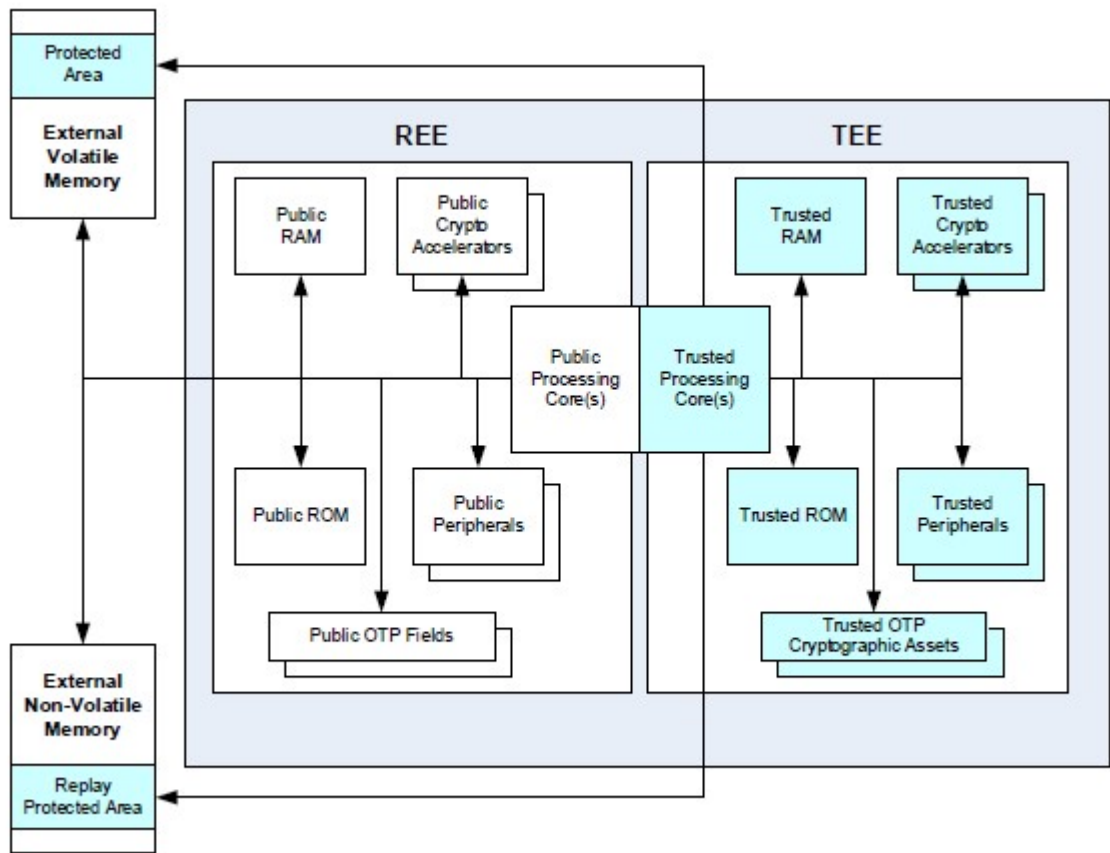 Protected
Area
External
Volatile
Memory
REE
TEE
Public
RAM
Public
Crypto
Accelerators
Trusted
RAM
Trusted
Crypto
Accelerators
Public
Processing
Core(s)
Trusted
Processing
Core(s)
Public ROM
Public
Peripherals
Trusted ROM
Trusted
Peripherals
Public OTP Fields
Trusted OTP
Cryptographic Assets
External
Non-Volatile
Memory
Replay
Protected Area